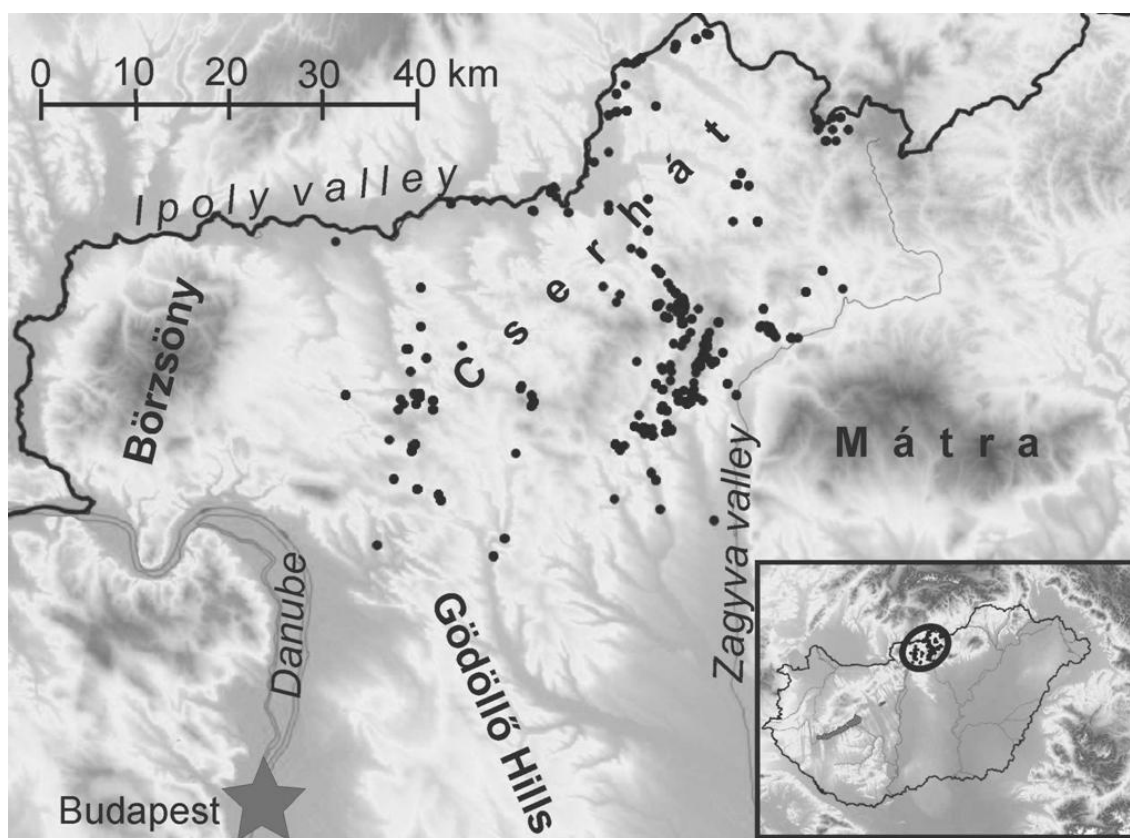 0 10 20 30 40 km
Ipoly valley
Cserhát
Börzsöny
Mátra
Zagyva valley
Danube
Gödöllő Hills
Budapest